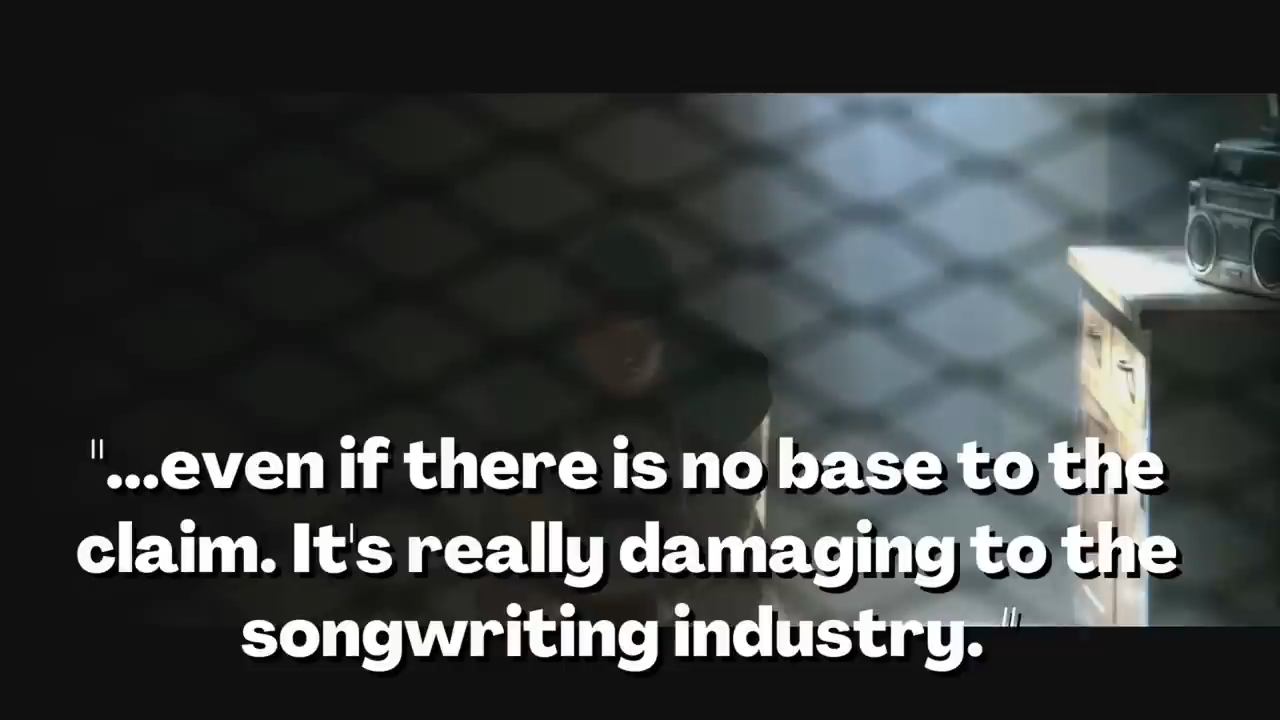 "...even if there is no base to the
claim. It's really damaging to the
songwriting industry. "